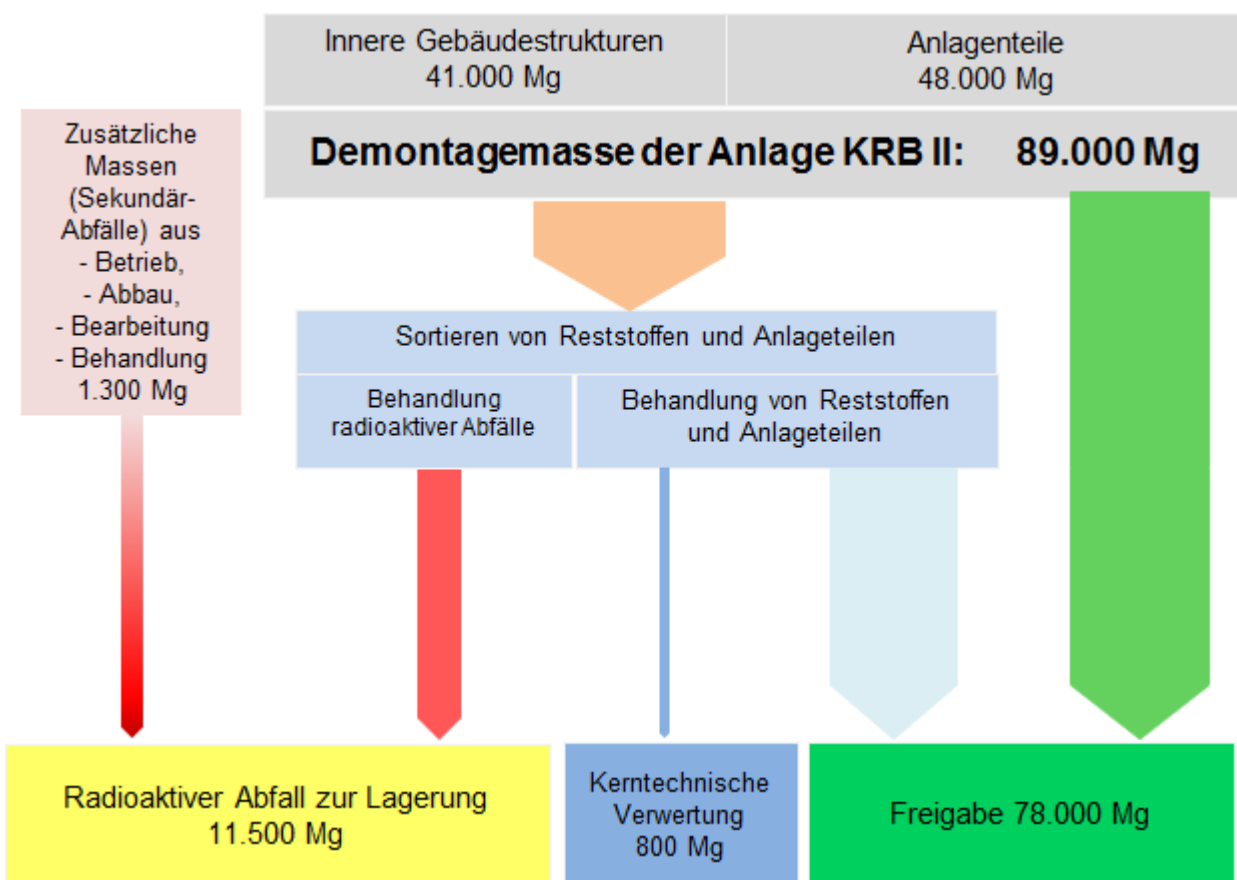 Innere Gebäudestrukturen
41.000 Mg
Anlagenteile
48.000 Mg
Demontagemasse der Anlage KRB II: 89.000 Mg
Zusätzliche
Massen
(Sekundär-
Abfälle) aus
- Betrieb,
- Abbau,
- Bearbeitung
- Behandlung
1.300 Mg
Sortieren von Reststoffen und Anlageteilen
Behandlung
radioaktiver Abfälle
Behandlung von Reststoffen
und Anlageteilen
Radioaktiver Abfall zur Lagerung
11.500 Mg
Kerntechnische
Verwertung
800 Mg
Freigabe 78.000 Mg